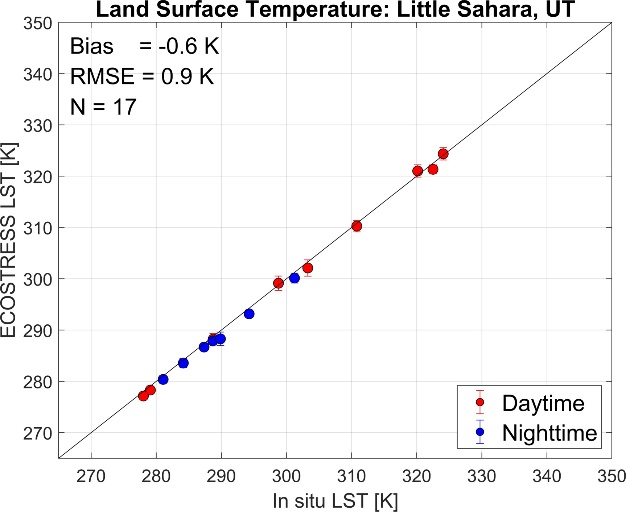 Land Surface Temperature: Little Sahara, UT
Bias = -0.6 K
RMSE = 0.9 K
N = 17
ECOSTRESS LST [K]
350
340
330
320
310
300
290
280
270
Daytime
Nighttime
270 280 290 300 310 320 330 340 350
In situ LST [K]